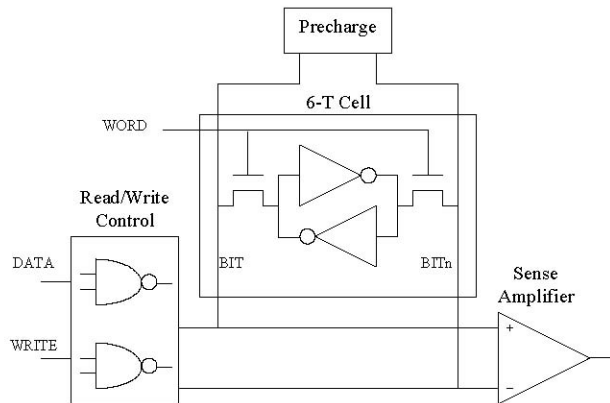 Precharge
6-T Cell
WORD
Read/Write
Control
DATA
BIT
BITn
Sense
Amplifier
WRITE
+
−